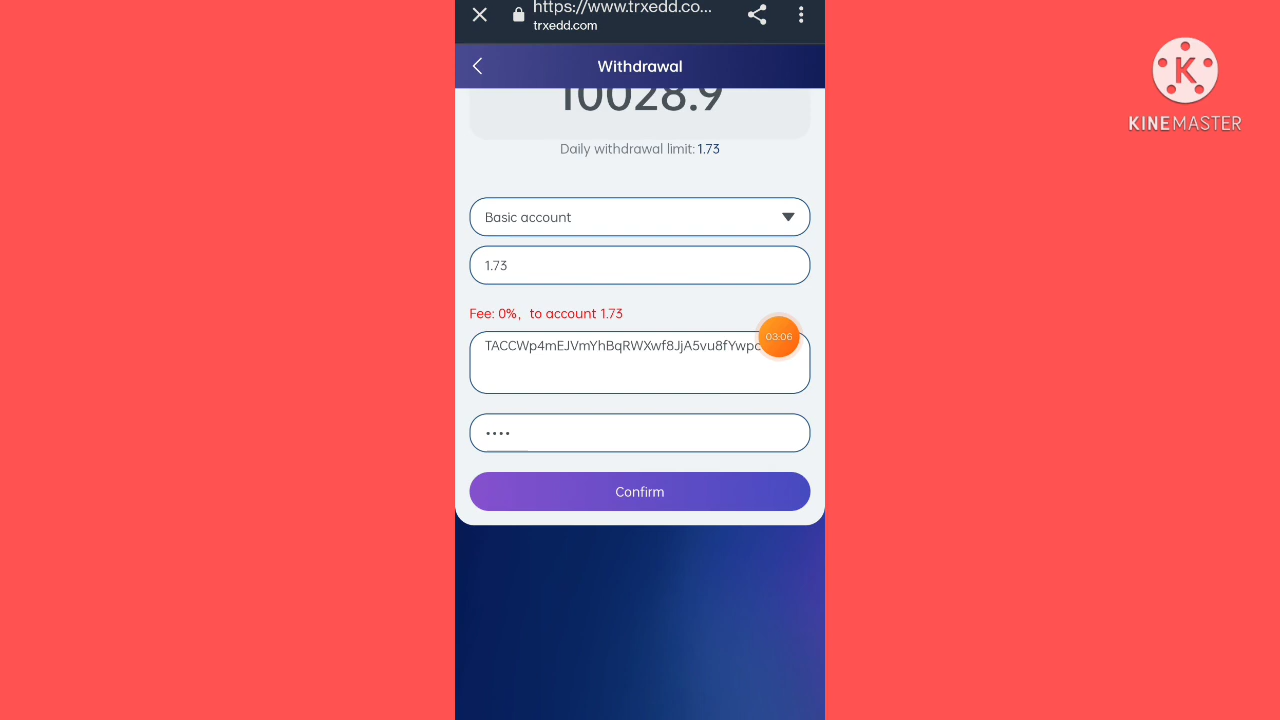 https://www.trxedd.co...
trxedd.com
Withdrawal
10028.9
Daily withdrawal limit: 1.73
Basic account
1.73
Fee: 0%, to account 1.73
03:06
TACCWp4mEJVmYhBqRWXwf8JjA5vu8fYwpc
••••
Confirm
K
KINEMASTER